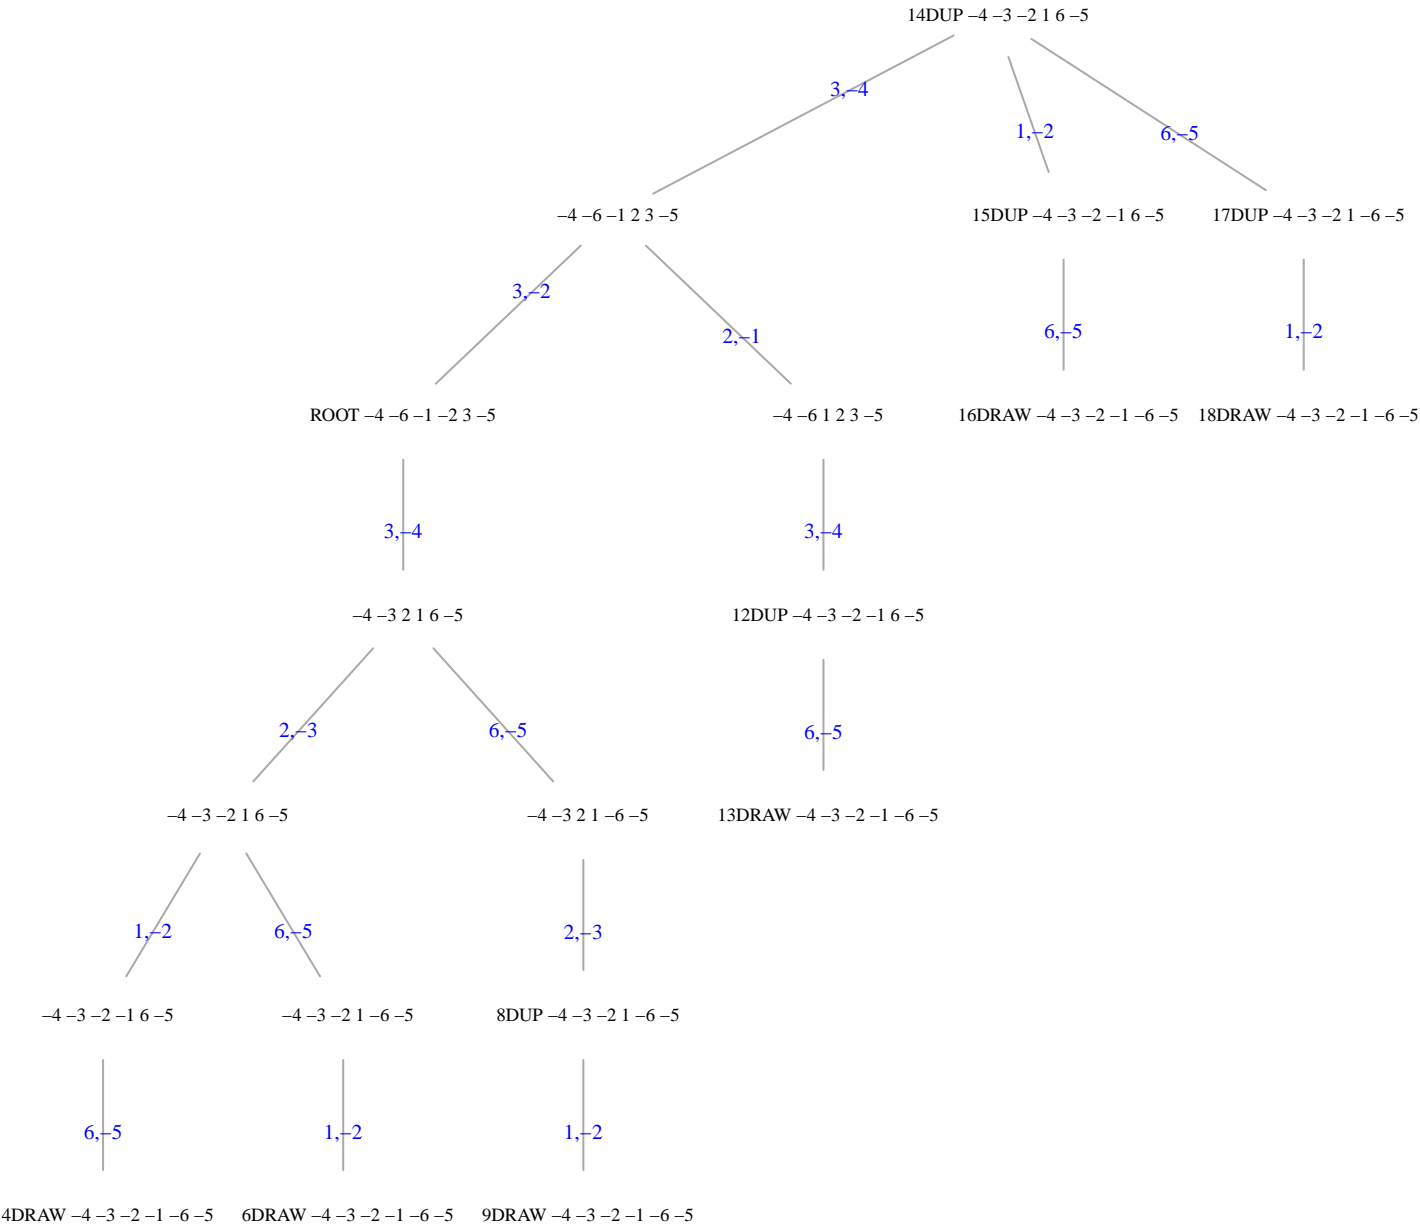 14DUP –4 –3 –2 1 6 –5
3,–4
1,–2
6,–5
–4 –6 –1 2 3 –5
15DUP –4 –3 –2 –1 6 –5
17DUP –4 –3 –2 1 –6 –5
3,–2
2,–1
6,–5
1,–2
ROOT –4 –6 –1 –2 3 –5
–4 –6 1 2 3 –5
16DRAW –4 –3 –2 –1 –6 –5
18DRAW –4 –3 –2 –1 –6 –5
3,–4
3,–4
–4 –3 2 1 6 –5
12DUP –4 –3 –2 –1 6 –5
2,–3
6,–5
6,–5
–4 –3 –2 1 6 –5
–4 –3 2 1 –6 –5
13DRAW –4 –3 –2 –1 –6 –5
1,–2
6,–5
2,–3
–4 –3 –2 –1 6 –5
–4 –3 –2 1 –6 –5
8DUP –4 –3 –2 1 –6 –5
6,–5
1,–2
1,–2
4DRAW –4 –3 –2 –1 –6 –5
6DRAW –4 –3 –2 –1 –6 –5
9DRAW –4 –3 –2 –1 –6 –5